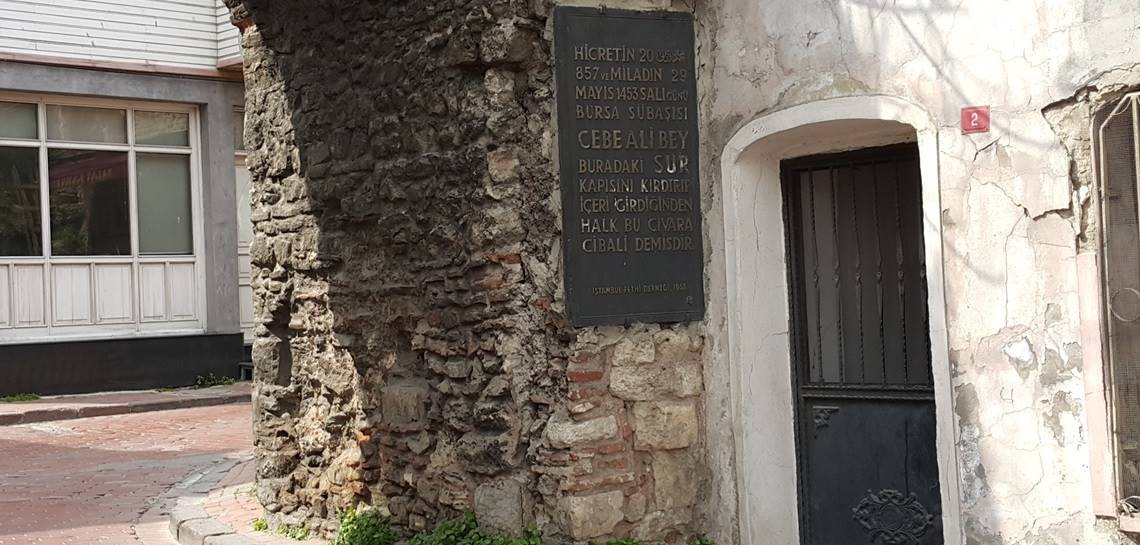 HİCRETİN 20
857 VE MİLADIN 29
MAYIS 1453 SALI GÜNÜ
BURSA SUBAŞISI
CEBE ALİ BEY
BURADAKİ SUR
KAPISINI KIRDIRIP
İÇERİ GİRDİĞİNDEN
HALK BU CİVARA
CİBALİ DEMİŞDİR.
İSTANBUL FETHİ DERNEĞİ,
2